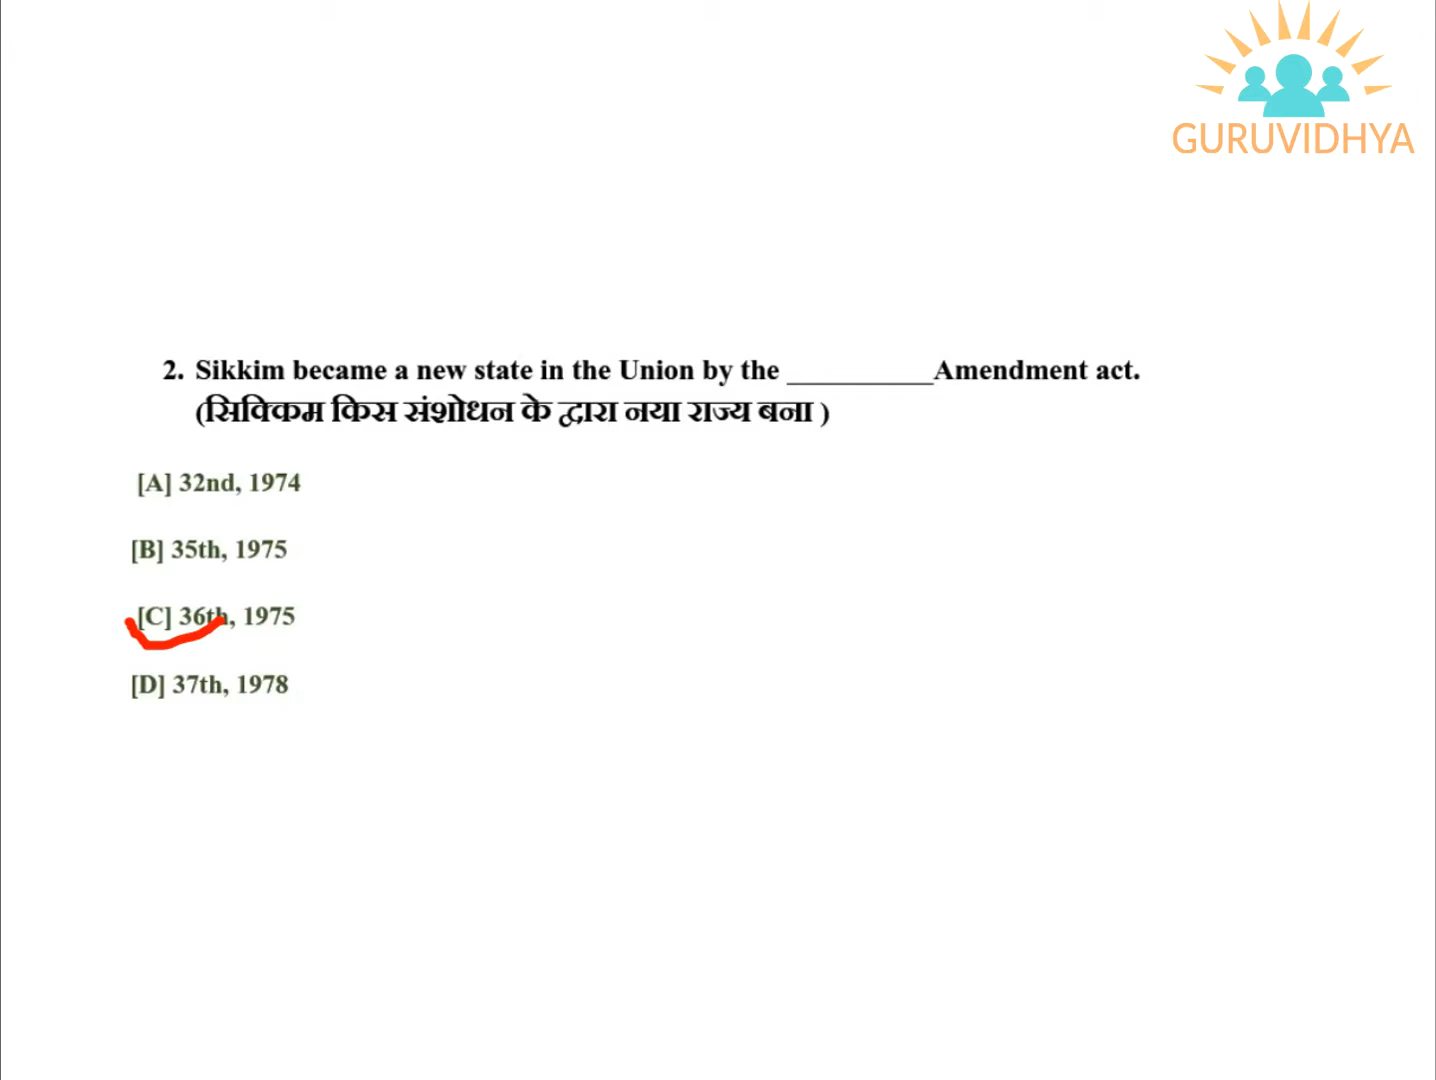 GURUVIDHYA
2. Sikkim became a new state in the Union by the __________Amendment act.
(सिक्किम किस संशोधन के द्वारा नया राज्य बना )
[A] 32nd, 1974
[B] 35th, 1975
[C] 36th, 1975
[D] 37th, 1978